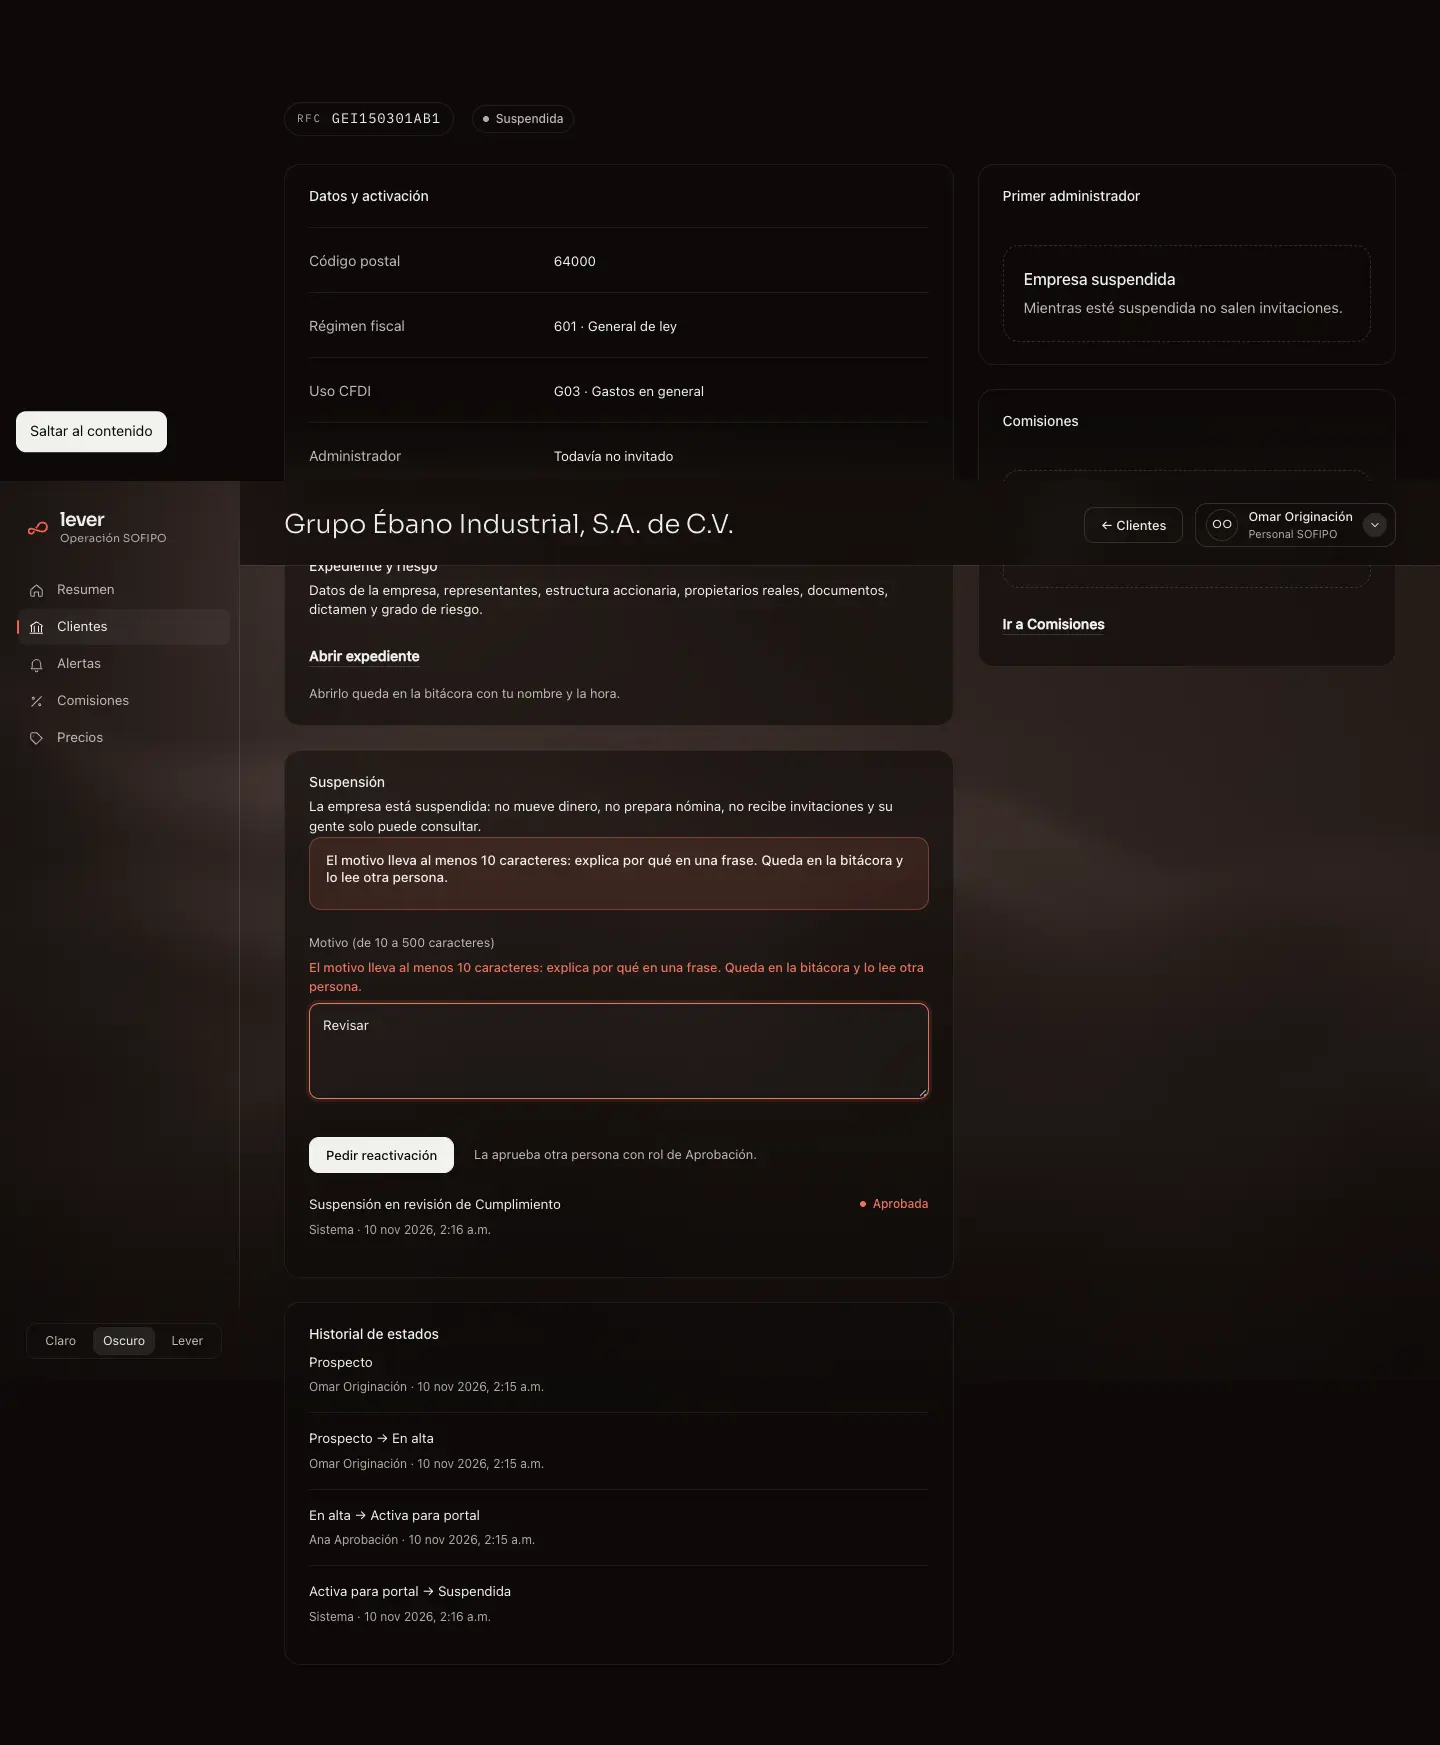 RFC GEI150301AB1
Suspendida
Datos y activación
Código postal
64000
Régimen fiscal
601 · General de ley
Uso CFDI
G03 · Gastos en general
Administrador
Todavía no invitado
Primer administrador
Empresa suspendida
Mientras esté suspendida no salen invitaciones.
Comisiones
Saltar al contenido
lever
Operación SOFIPO
Grupo Ébano Industrial, S.A. de C.V.
← Clientes
OO
Omar Originación
Personal SOFIPO
Resumen
Clientes
Alertas
Comisiones
Precios
Expediente y riesgo
Datos de la empresa, representantes, estructura accionaria, propietarios reales, documentos,
dictamen y grado de riesgo.
Abrir expediente
Abrirlo queda en la bitácora con tu nombre y la hora.
Ir a Comisiones
Suspensión
La empresa está suspendida: no mueve dinero, no prepara nómina, no recibe invitaciones y su
gente solo puede consultar.
El motivo lleva al menos 10 caracteres: explica por qué en una frase. Queda en la bitácora y
lo lee otra persona.
Motivo (de 10 a 500 caracteres)
El motivo lleva al menos 10 caracteres: explica por qué en una frase. Queda en la bitácora y lo lee otra
persona.
Revisar
Pedir reactivación
La aprueba otra persona con rol de Aprobación.
Suspensión en revisión de Cumplimiento
Aprobada
Sistema · 10 nov 2026, 2:16 a.m.
Claro
Oscuro
Lever
Historial de estados
Prospecto
Omar Originación · 10 nov 2026, 2:15 a.m.
Prospecto → En alta
Omar Originación · 10 nov 2026, 2:15 a.m.
En alta → Activa para portal
Ana Aprobación · 10 nov 2026, 2:15 a.m.
Activa para portal → Suspendida
Sistema · 10 nov 2026, 2:16 a.m.